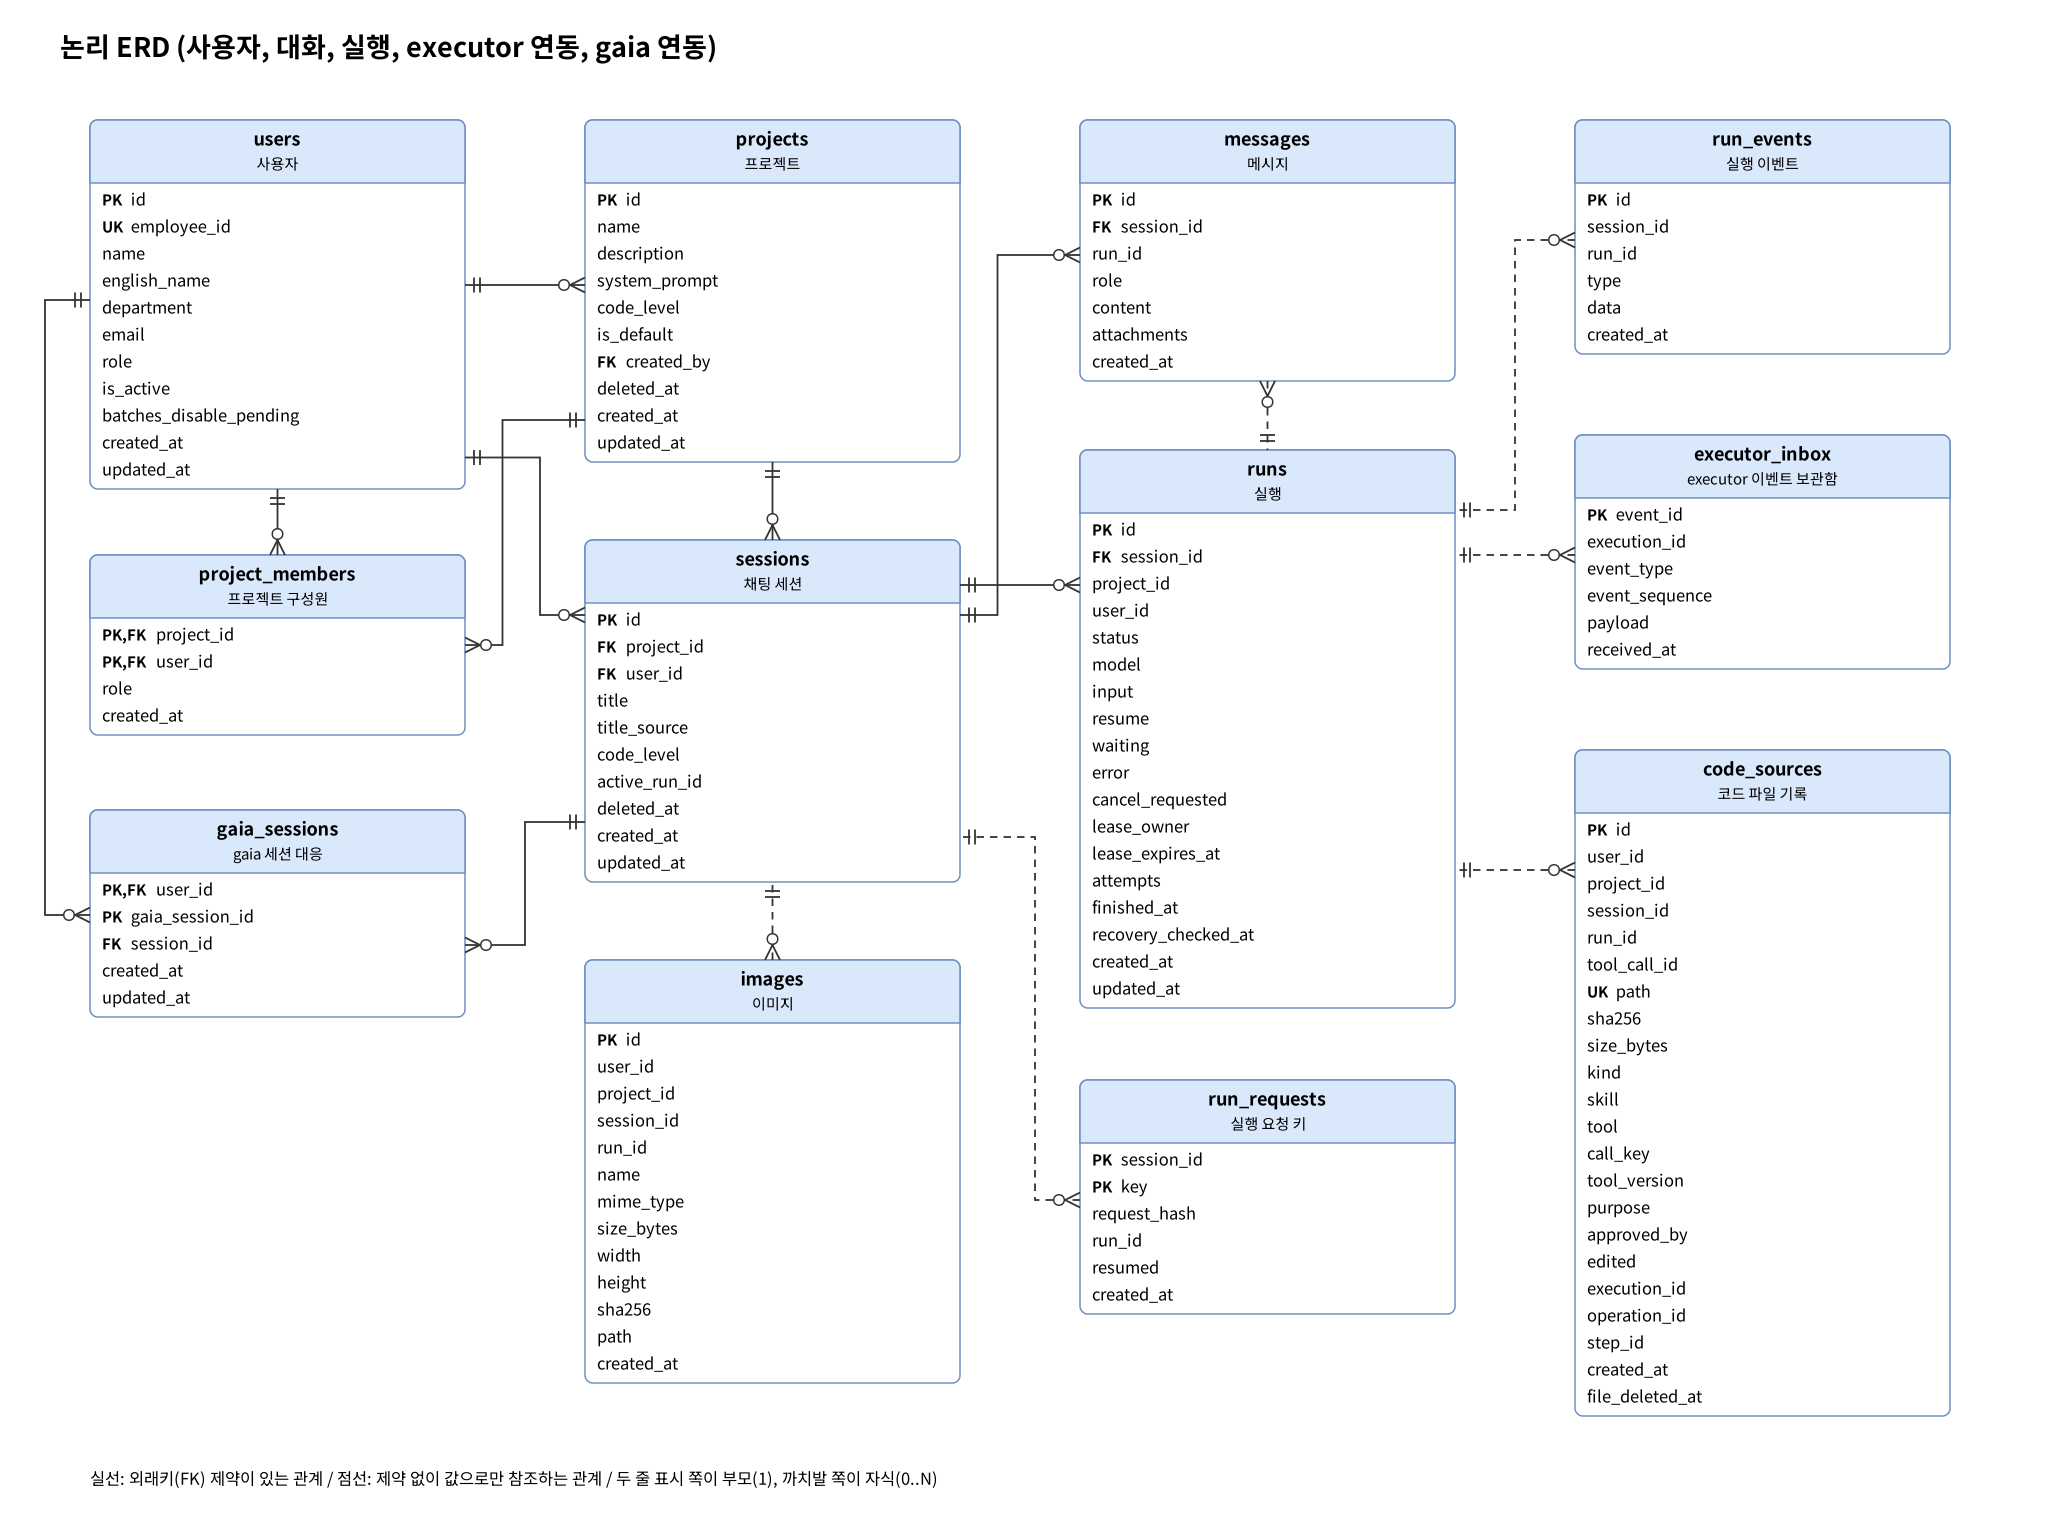 논리 ERD (사용자, 대화, 실행, executor 연동, gaia 연동)
users
사용자
PK id
UK employee_id
name
english_name
department
email
role
is_active
batches_disable_pending
created_at
updated_at
project_members
프로젝트 구성원
PK,FK project_id
PK,FK user_id
role
created_at
gaia_sessions
gaia 세션 대응
PK,FK user_id
PK gaia_session_id
FK session_id
created_at
updated_at
projects
프로젝트
PK id
name
description
system_prompt
code_level
is_default
FK created_by
deleted_at
created_at
updated_at
sessions
채팅 세션
PK id
FK project_id
FK user_id
title
title_source
code_level
active_run_id
deleted_at
created_at
updated_at
images
이미지
PK id
user_id
project_id
session_id
run_id
name
mime_type
size_bytes
width
height
sha256
path
created_at
messages
메시지
PK id
FK session_id
run_id
role
content
attachments
created_at
runs
실행
PK id
FK session_id
project_id
user_id
status
model
input
resume
waiting
error
cancel_requested
lease_owner
lease_expires_at
attempts
finished_at
recovery_checked_at
created_at
updated_at
run_requests
실행 요청 키
PK session_id
PK key
request_hash
run_id
resumed
created_at
run_events
실행 이벤트
PK id
session_id
run_id
type
data
created_at
executor_inbox
executor 이벤트 보관함
PK event_id
execution_id
event_type
event_sequence
payload
received_at
code_sources
코드 파일 기록
PK id
user_id
project_id
session_id
run_id
tool_call_id
UK path
sha256
size_bytes
kind
skill
tool
call_key
tool_version
purpose
approved_by
edited
execution_id
operation_id
step_id
created_at
file_deleted_at
실선: 외래키(FK) 제약이 있는 관계 / 점선: 제약 없이 값으로만 참조하는 관계 / 두 줄 표시 쪽이 부모(1), 까치발 쪽이 자식(0..N)